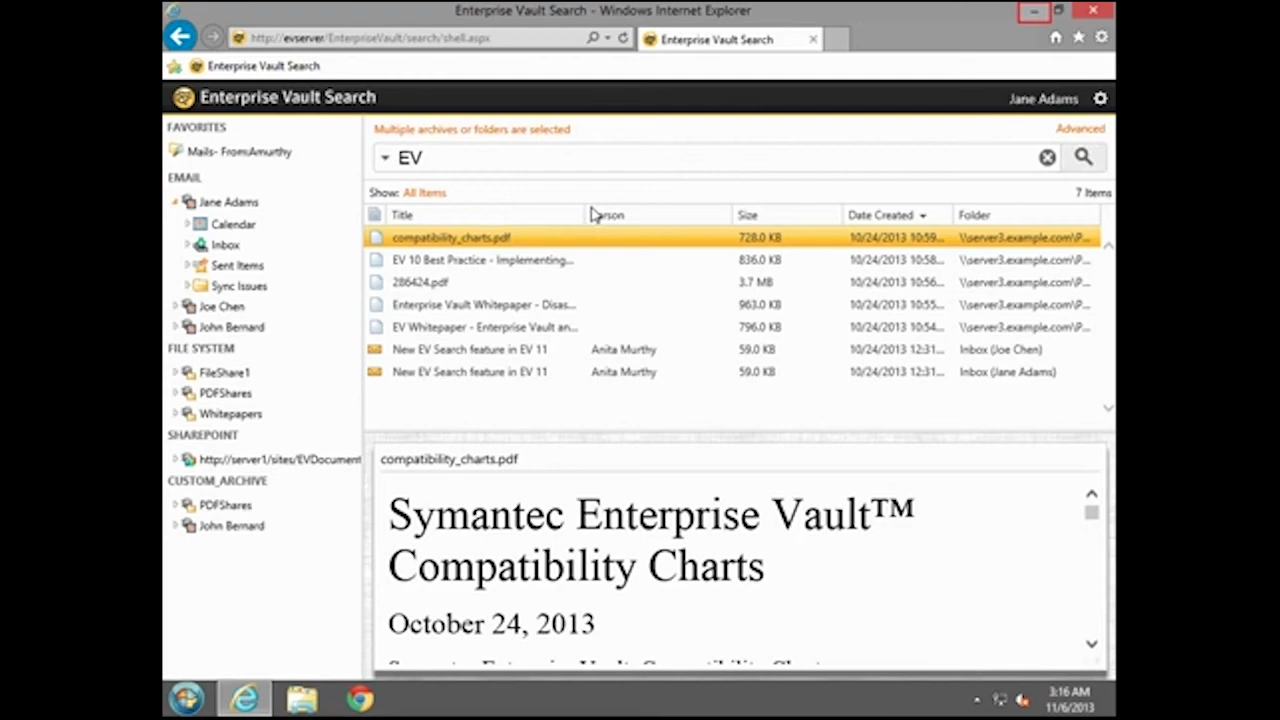 Enterprise Vault Search - Windows Internet Explorer
http://evserver/EnterpriseVault/search/shell.aspx
Enterprise Vault Search
Enterprise Vault Search
Enterprise Vault Search
Jane Adams
FAVORITES
Mails- From:Amurthy
EMAIL
Jane Adams
Calendar
Inbox
Sent Items
Sync Issues
Joe Chen
John Bernard
FILE SYSTEM
FileShare1
PDFShares
Whitepapers
SHAREPOINT
http://server1/sites/EVDocument
CUSTOM_ARCHIVE
PDFShares
John Bernard
Multiple archives or folders are selected
Advanced
EV
Show: All Items
7 Items
Title Person Size Date Created Folder
compatibility_charts.pdf 728.0 KB 10/24/2013 10:59... \\server3.example.com\P...
EV 10 Best Practice - Implementing... 836.0 KB 10/24/2013 10:58... \\server3.example.com\P...
286424.pdf 3.7 MB 10/24/2013 10:56... \\server3.example.com\P...
Enterprise Vault Whitepaper - Disas... 963.0 KB 10/24/2013 10:55... \\server3.example.com\P...
EV Whitepaper - Enterprise Vault an... 796.0 KB 10/24/2013 10:54... \\server3.example.com\P...
New EV Search feature in EV 11 Anita Murthy 59.0 KB 10/24/2013 12:31... Inbox (Joe Chen)
New EV Search feature in EV 11 Anita Murthy 59.0 KB 10/24/2013 12:31... Inbox (Jane Adams)
compatibility_charts.pdf
Symantec Enterprise Vault™
Compatibility Charts
October 24, 2013
3:16 AM
11/6/2013